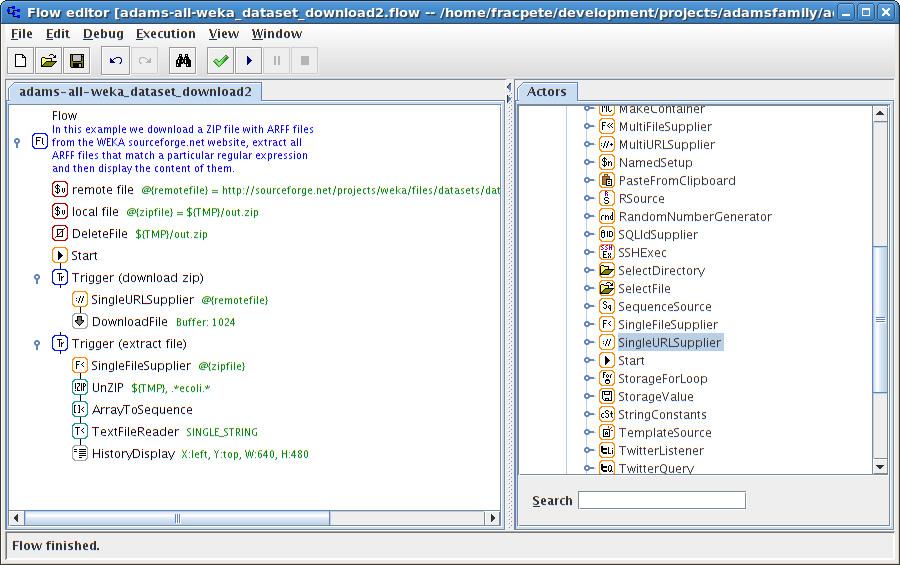 Flow editor [adams-all-weka_dataset_download2.flow -- /home/fracpete/development/projects/adamsfamily/ac
File Edit Debug Execution View Window
adams-all-weka_dataset_download2
Flow
In this example we download a ZIP file with ARFF files
from the WEKA sourceforge.net website, extract all
ARFF files that match a particular regular expression
and then display the content of them.
remote file @{remotefile} = http://sourceforge.net/projects/weka/files/datasets/dat
local file @{zipfile} = ${TMP}/out.zip
DeleteFile ${TMP}/out.zip
Start
Trigger (download zip)
SingleURLSupplier @{remotefile}
DownloadFile Buffer: 1024
Trigger (extract file)
SingleFileSupplier @{zipfile}
UnZIP ${TMP}, .*ecoli.*
ArrayToSequence
TextFileReader SINGLE_STRING
HistoryDisplay X:left, Y:top, W:640, H:480
Actors
MakeContainer
MultiFileSupplier
MultiURLSupplier
NamedSetup
PasteFromClipboard
RSource
RandomNumberGenerator
SQLIdSupplier
SSHExec
SelectDirectory
SelectFile
SequenceSource
SingleFileSupplier
SingleURLSupplier
Start
StorageForLoop
StorageValue
StringConstants
TemplateSource
TwitterListener
TwitterQuery
Search
Flow finished.